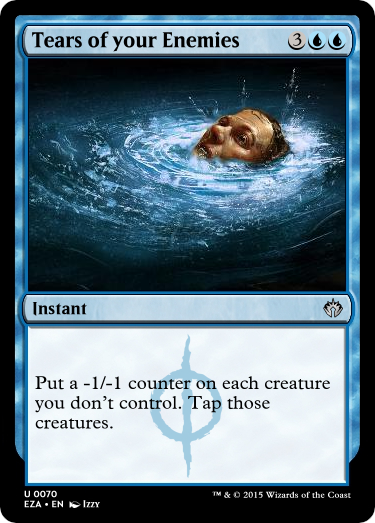 Tears of your Enemies 3
Instant
Put a -1/-1 counter on each creature
you don't control. Tap those
creatures.
U 0070
EZA • EN Izzy
™ & © 2015 Wizards of the Coast